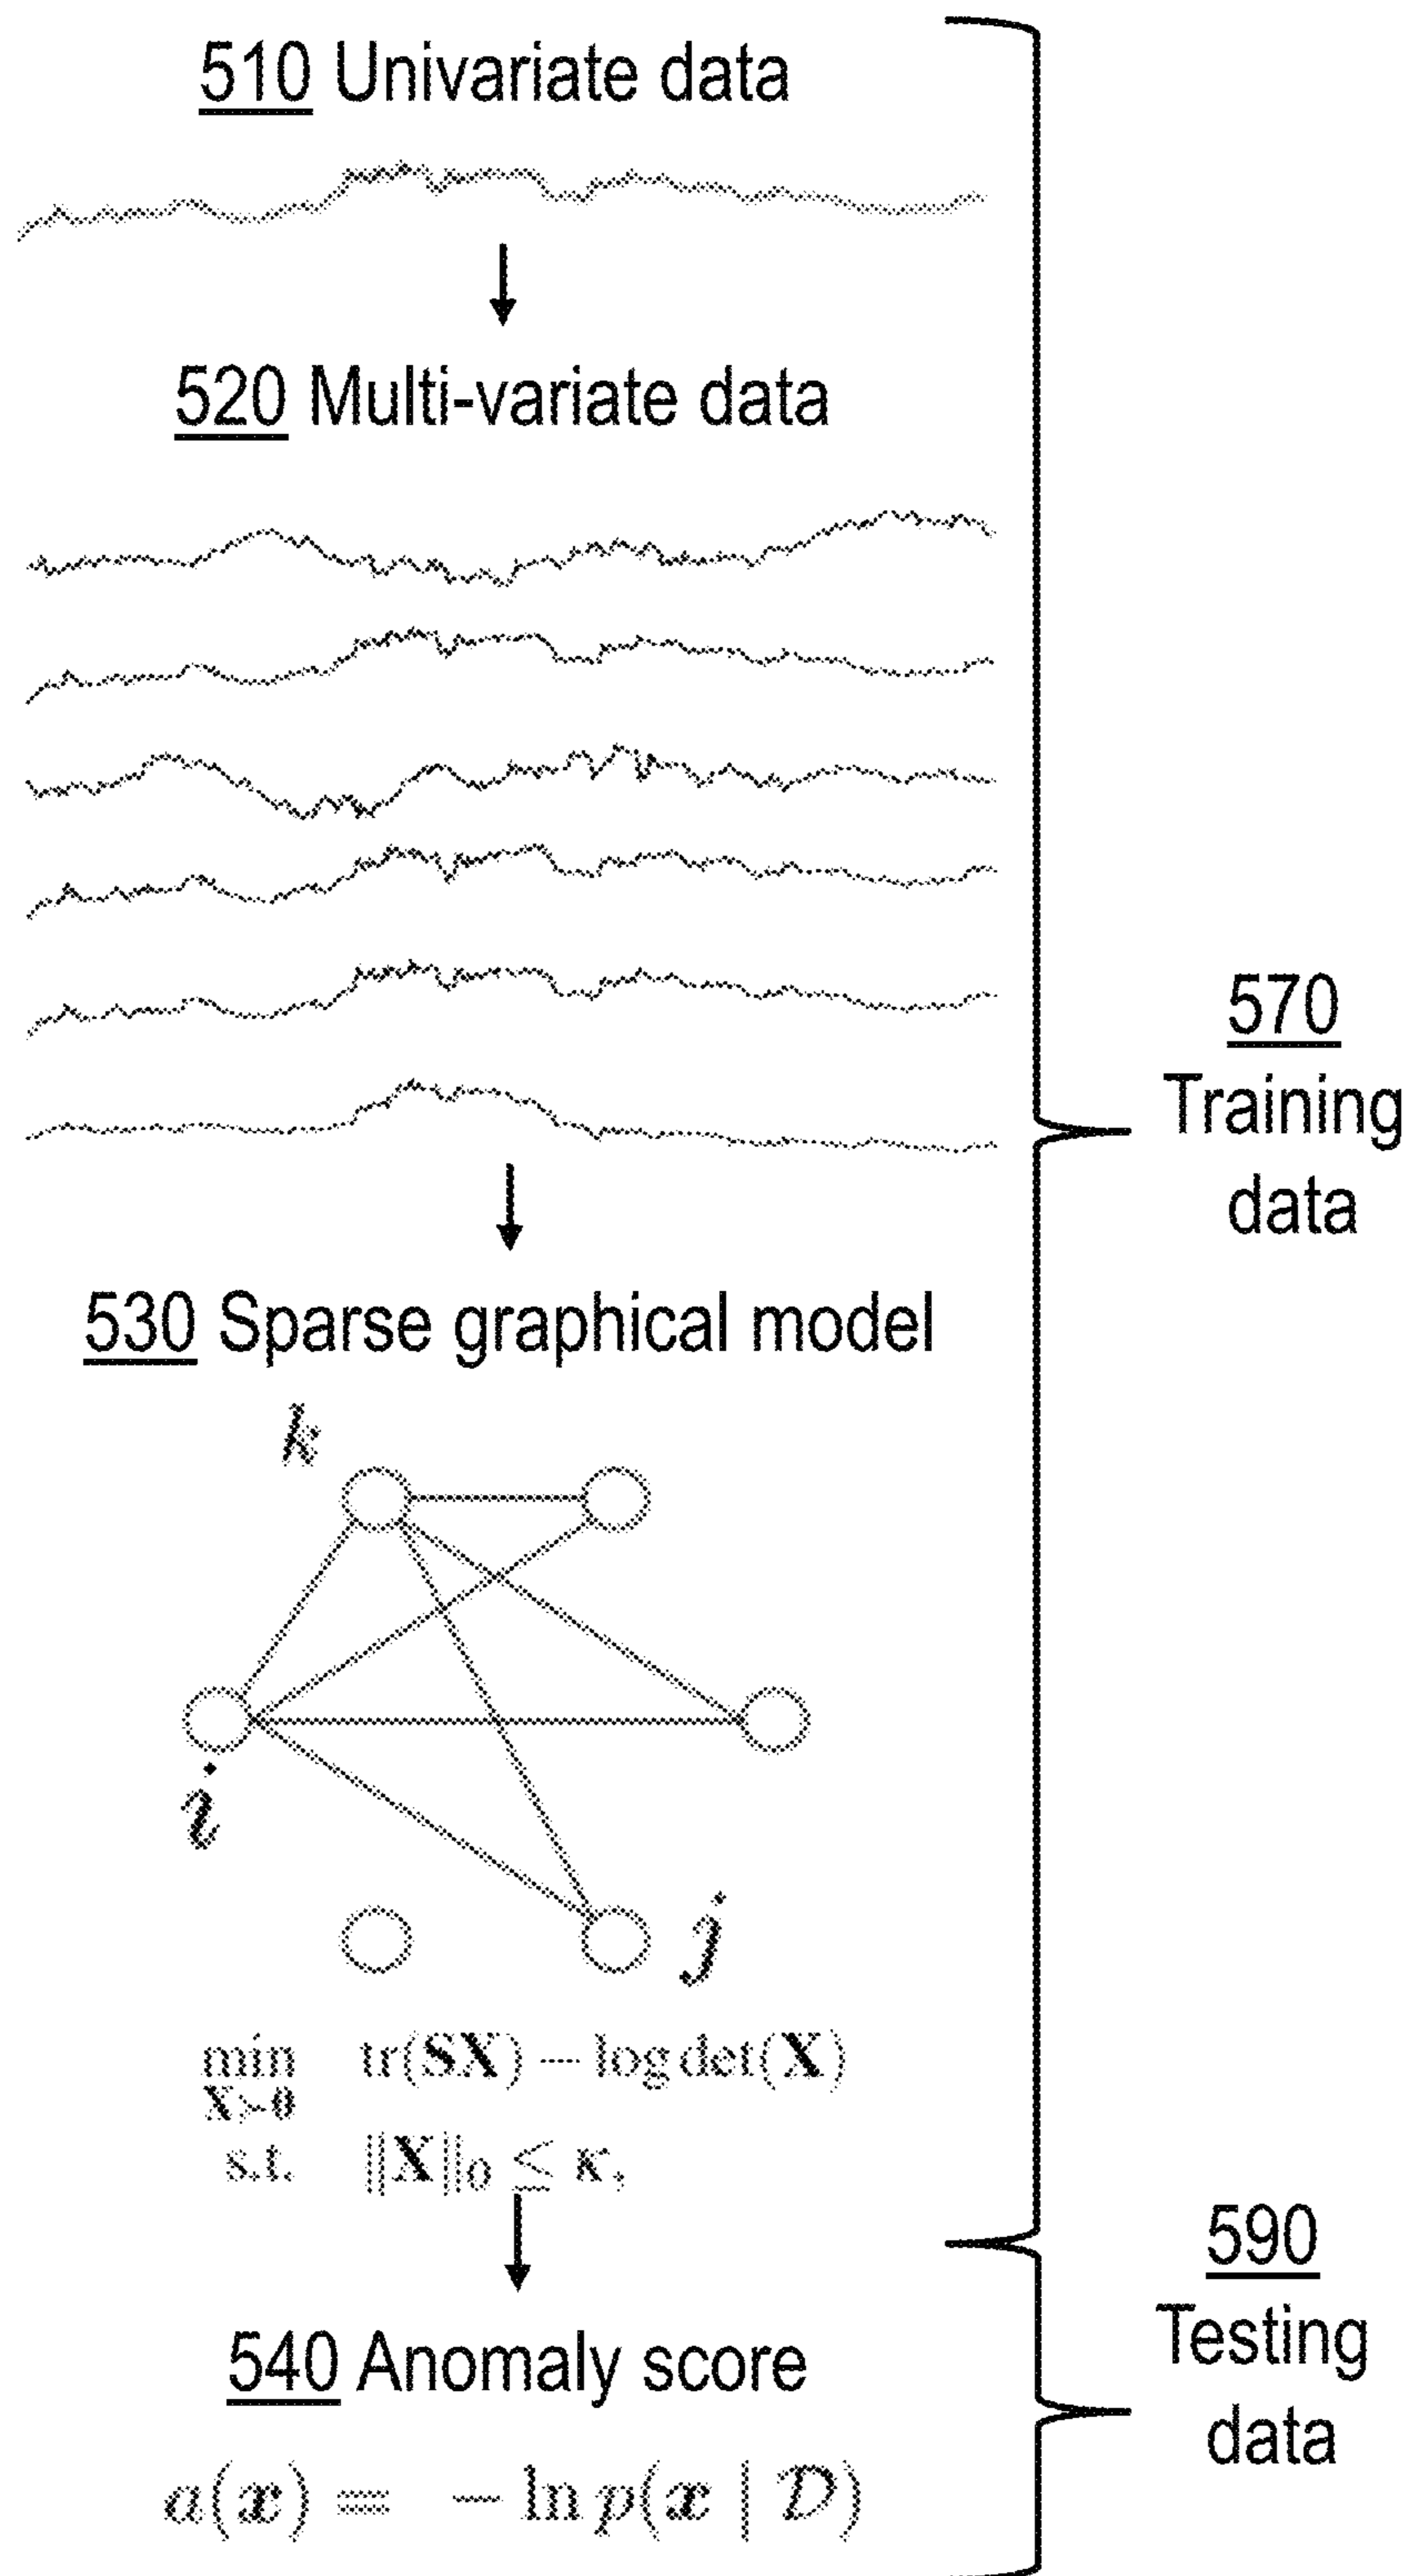 510 Univariate data
520 Multi-variate data
530 Sparse graphical model
k
i
j
min tr(SX) – log det(X)
X≻0
s.t. ||X||₀ ≤ κ,
540 Anomaly score
a(x) = – ln p(x | 𝒟)
570
Training
data
590
Testing
data